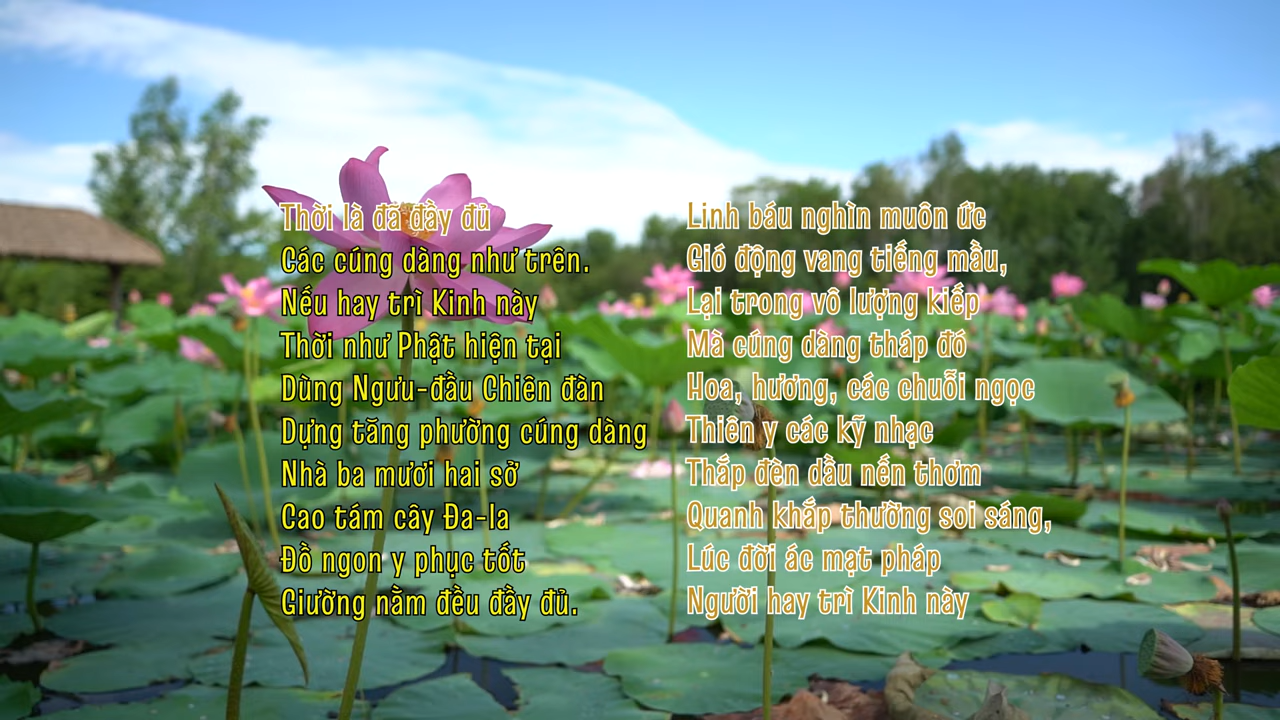 Thời là đã đầy đủ
Các cúng dàng như trên.
Nếu hay trì Kinh này
Thời như Phật hiện tại
Dùng Ngưu-đầu Chiên đàn
Dựng tăng phường cúng dàng
Nhà ba mươi hai sở
Cao tám cây Đa-la
Đồ ngon y phục tốt
Giường nằm đều đầy đủ.
Linh báu nghìn muôn ức
Gió động vang tiếng mầu,
Lại trong vô lượng kiếp
Mà cúng dàng tháp đó
Hoa, hương, các chuỗi ngọc
Thiên y các kỹ nhạc
Thắp đèn dầu nến thơm
Quanh khắp thường soi sáng,
Lúc đời ác mạt pháp
Người hay trì Kinh này